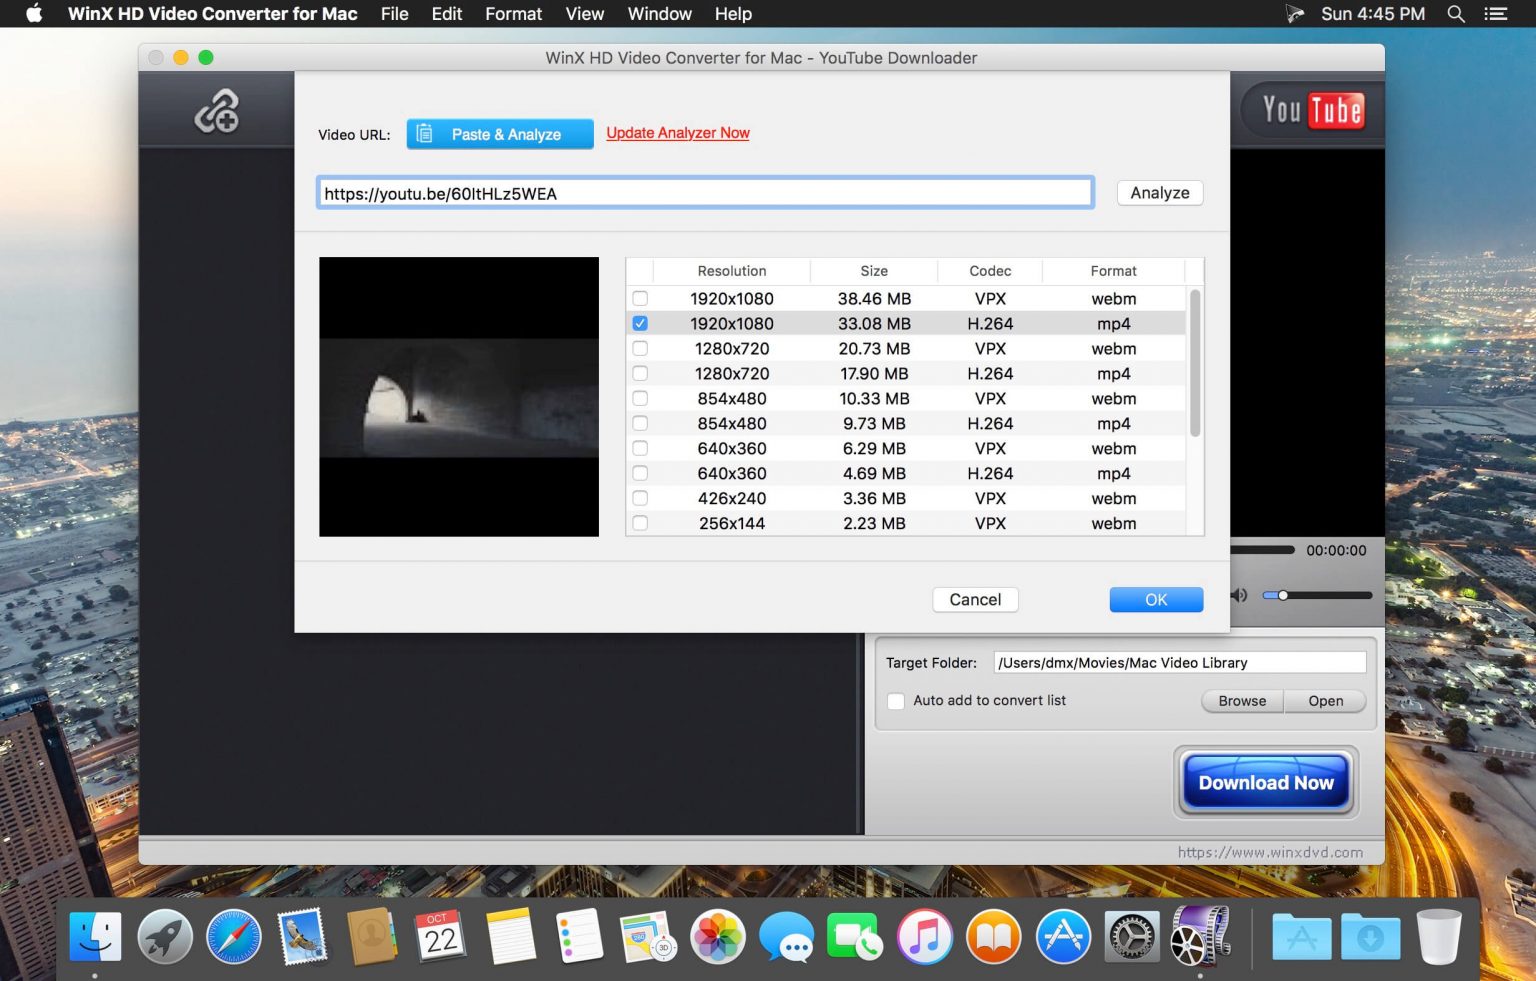 WinX HD Video Converter for Mac File Edit Format View Window Help Sun 4:45 PM
WinX HD Video Converter for Mac - YouTube Downloader
You Tube
Video URL: Paste & Analyze Update Analyzer Now
https://youtu.be/60ItHLz5WEA Analyze
Resolution Size Codec Format
1920x1080 38.46 MB VPX webm
1920x1080 33.08 MB H.264 mp4
1280x720 20.73 MB VPX webm
1280x720 17.90 MB H.264 mp4
854x480 10.33 MB VPX webm
854x480 9.73 MB H.264 mp4
640x360 6.29 MB VPX webm
640x360 4.69 MB H.264 mp4
426x240 3.36 MB VPX webm
256x144 2.23 MB VPX webm
00:00:00
Cancel OK
Target Folder: /Users/dmx/Movies/Mac Video Library
Auto add to convert list Browse Open
Download Now
https://www.winxdvd.com
OCT
22
280
3D